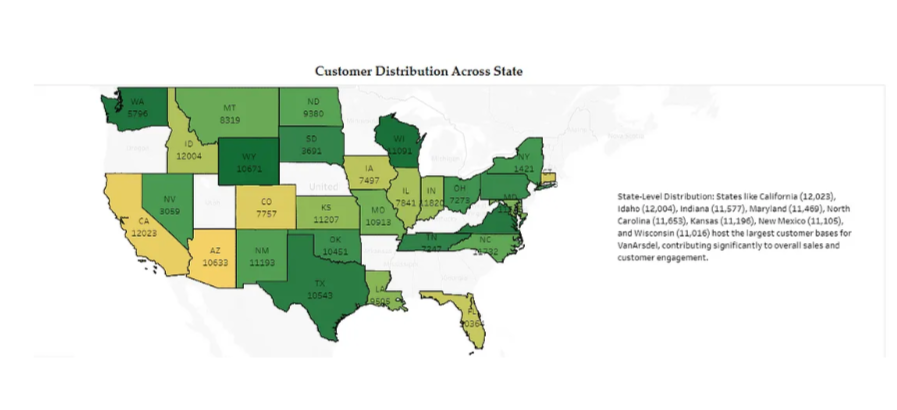 Customer Distribution Across State
WA
5796
MT
8319
ND
9380
ID
12004
SD
3691
WI
11091
WY
10671
NY
1421
IA
7497
NV
3059
CO
7757
IL
7841
IN
11820
OH
7273
MD
United
KS
11207
MO
10913
CA
12023
AZ
10633
NM
11193
OK
10451
TN
NC
TX
10543
LA
FL
State-Level Distribution: States like California (12,023),
Idaho (12,004), Indiana (11,577), Maryland (11,469), North
Carolina (11,653), Kansas (11,196), New Mexico (11,105),
and Wisconsin (11,016) host the largest customer bases for
VanArsdel, contributing significantly to overall sales and
customer engagement.